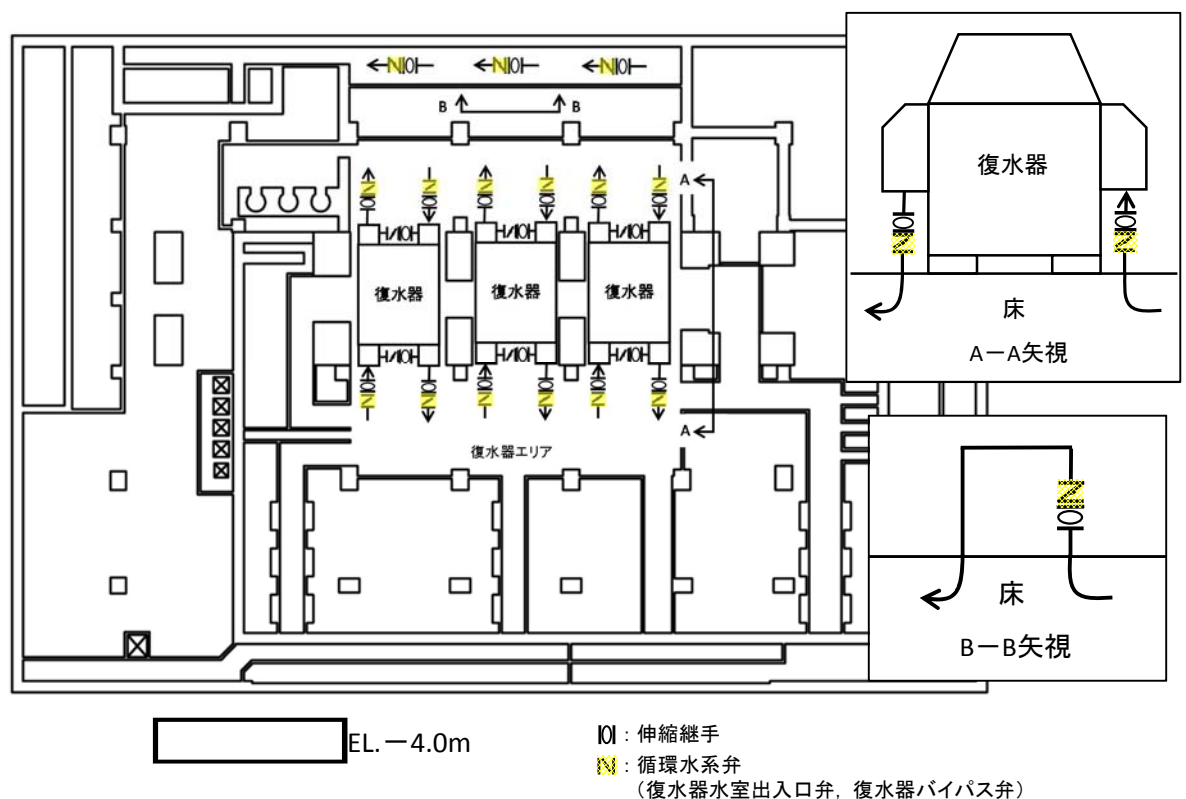 B B
A
復水器
復水器 復水器 復水器
床
A-A矢視
A
復水器エリア
床
B-B矢視
EL.-4.0m
:伸縮継手
:循環水系弁
(復水器水室出入口弁,復水器バイパス弁)